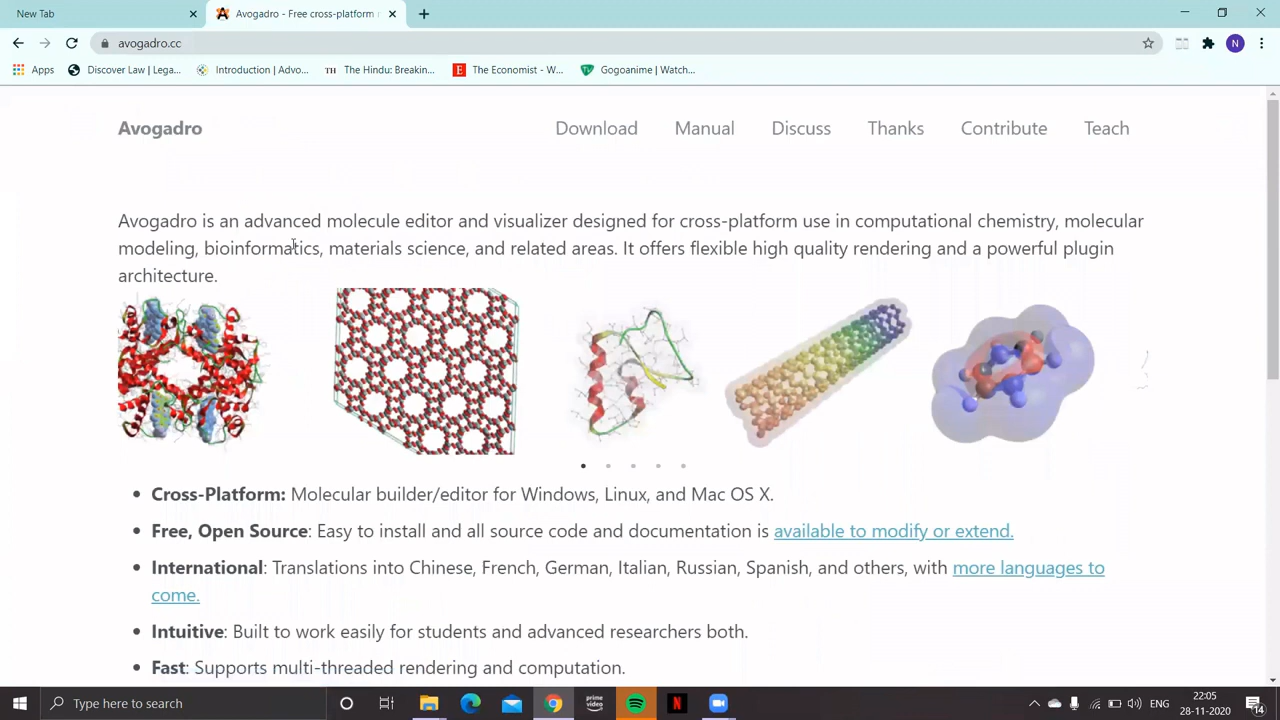 New Tab
Avogadro - Free cross-platform
avogadro.cc
N
Apps
Discover Law | Lega...
Introduction | Advo...
TH The Hindu: Breakin...
E The Economist - W...
Gogoanime | Watch...
Avogadro
Download Manual Discuss Thanks Contribute Teach
Avogadro is an advanced molecule editor and visualizer designed for cross-platform use in computational chemistry, molecular
modeling, bioinformatics, materials science, and related areas. It offers flexible high quality rendering and a powerful plugin
architecture.
Cross-Platform: Molecular builder/editor for Windows, Linux, and Mac OS X.
Free, Open Source: Easy to install and all source code and documentation is available to modify or extend.
International: Translations into Chinese, French, German, Italian, Russian, Spanish, and others, with more languages to
come.
Intuitive: Built to work easily for students and advanced researchers both.
Fast: Supports multi-threaded rendering and computation.
Type here to search
prime video
N
22:05
28-11-2020
14